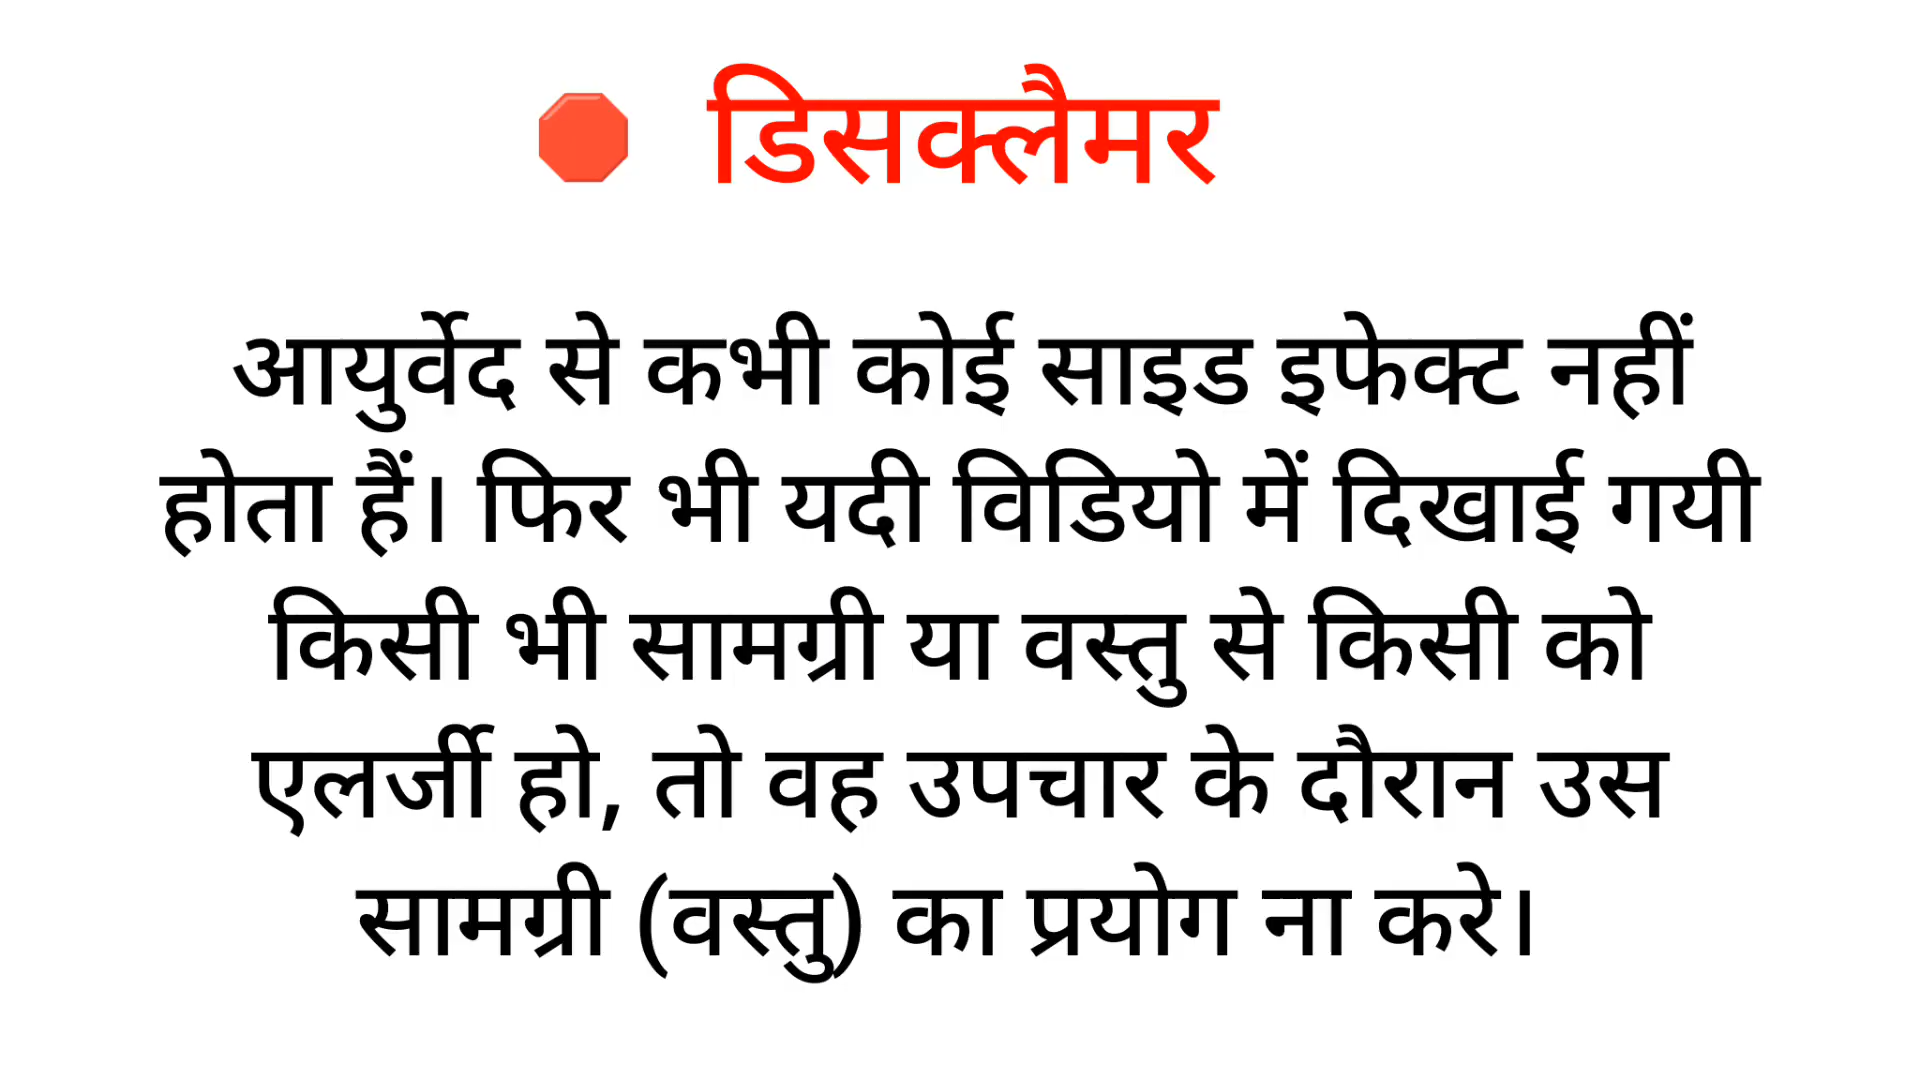 🛑 डिसक्लैमर
आयुर्वेद से कभी कोई साइड इफेक्ट नहीं
होता हैं। फिर भी यदी विडियो में दिखाई गयी
किसी भी सामग्री या वस्तु से किसी को
एलर्जी हो, तो वह उपचार के दौरान उस
सामग्री (वस्तु) का प्रयोग ना करे।